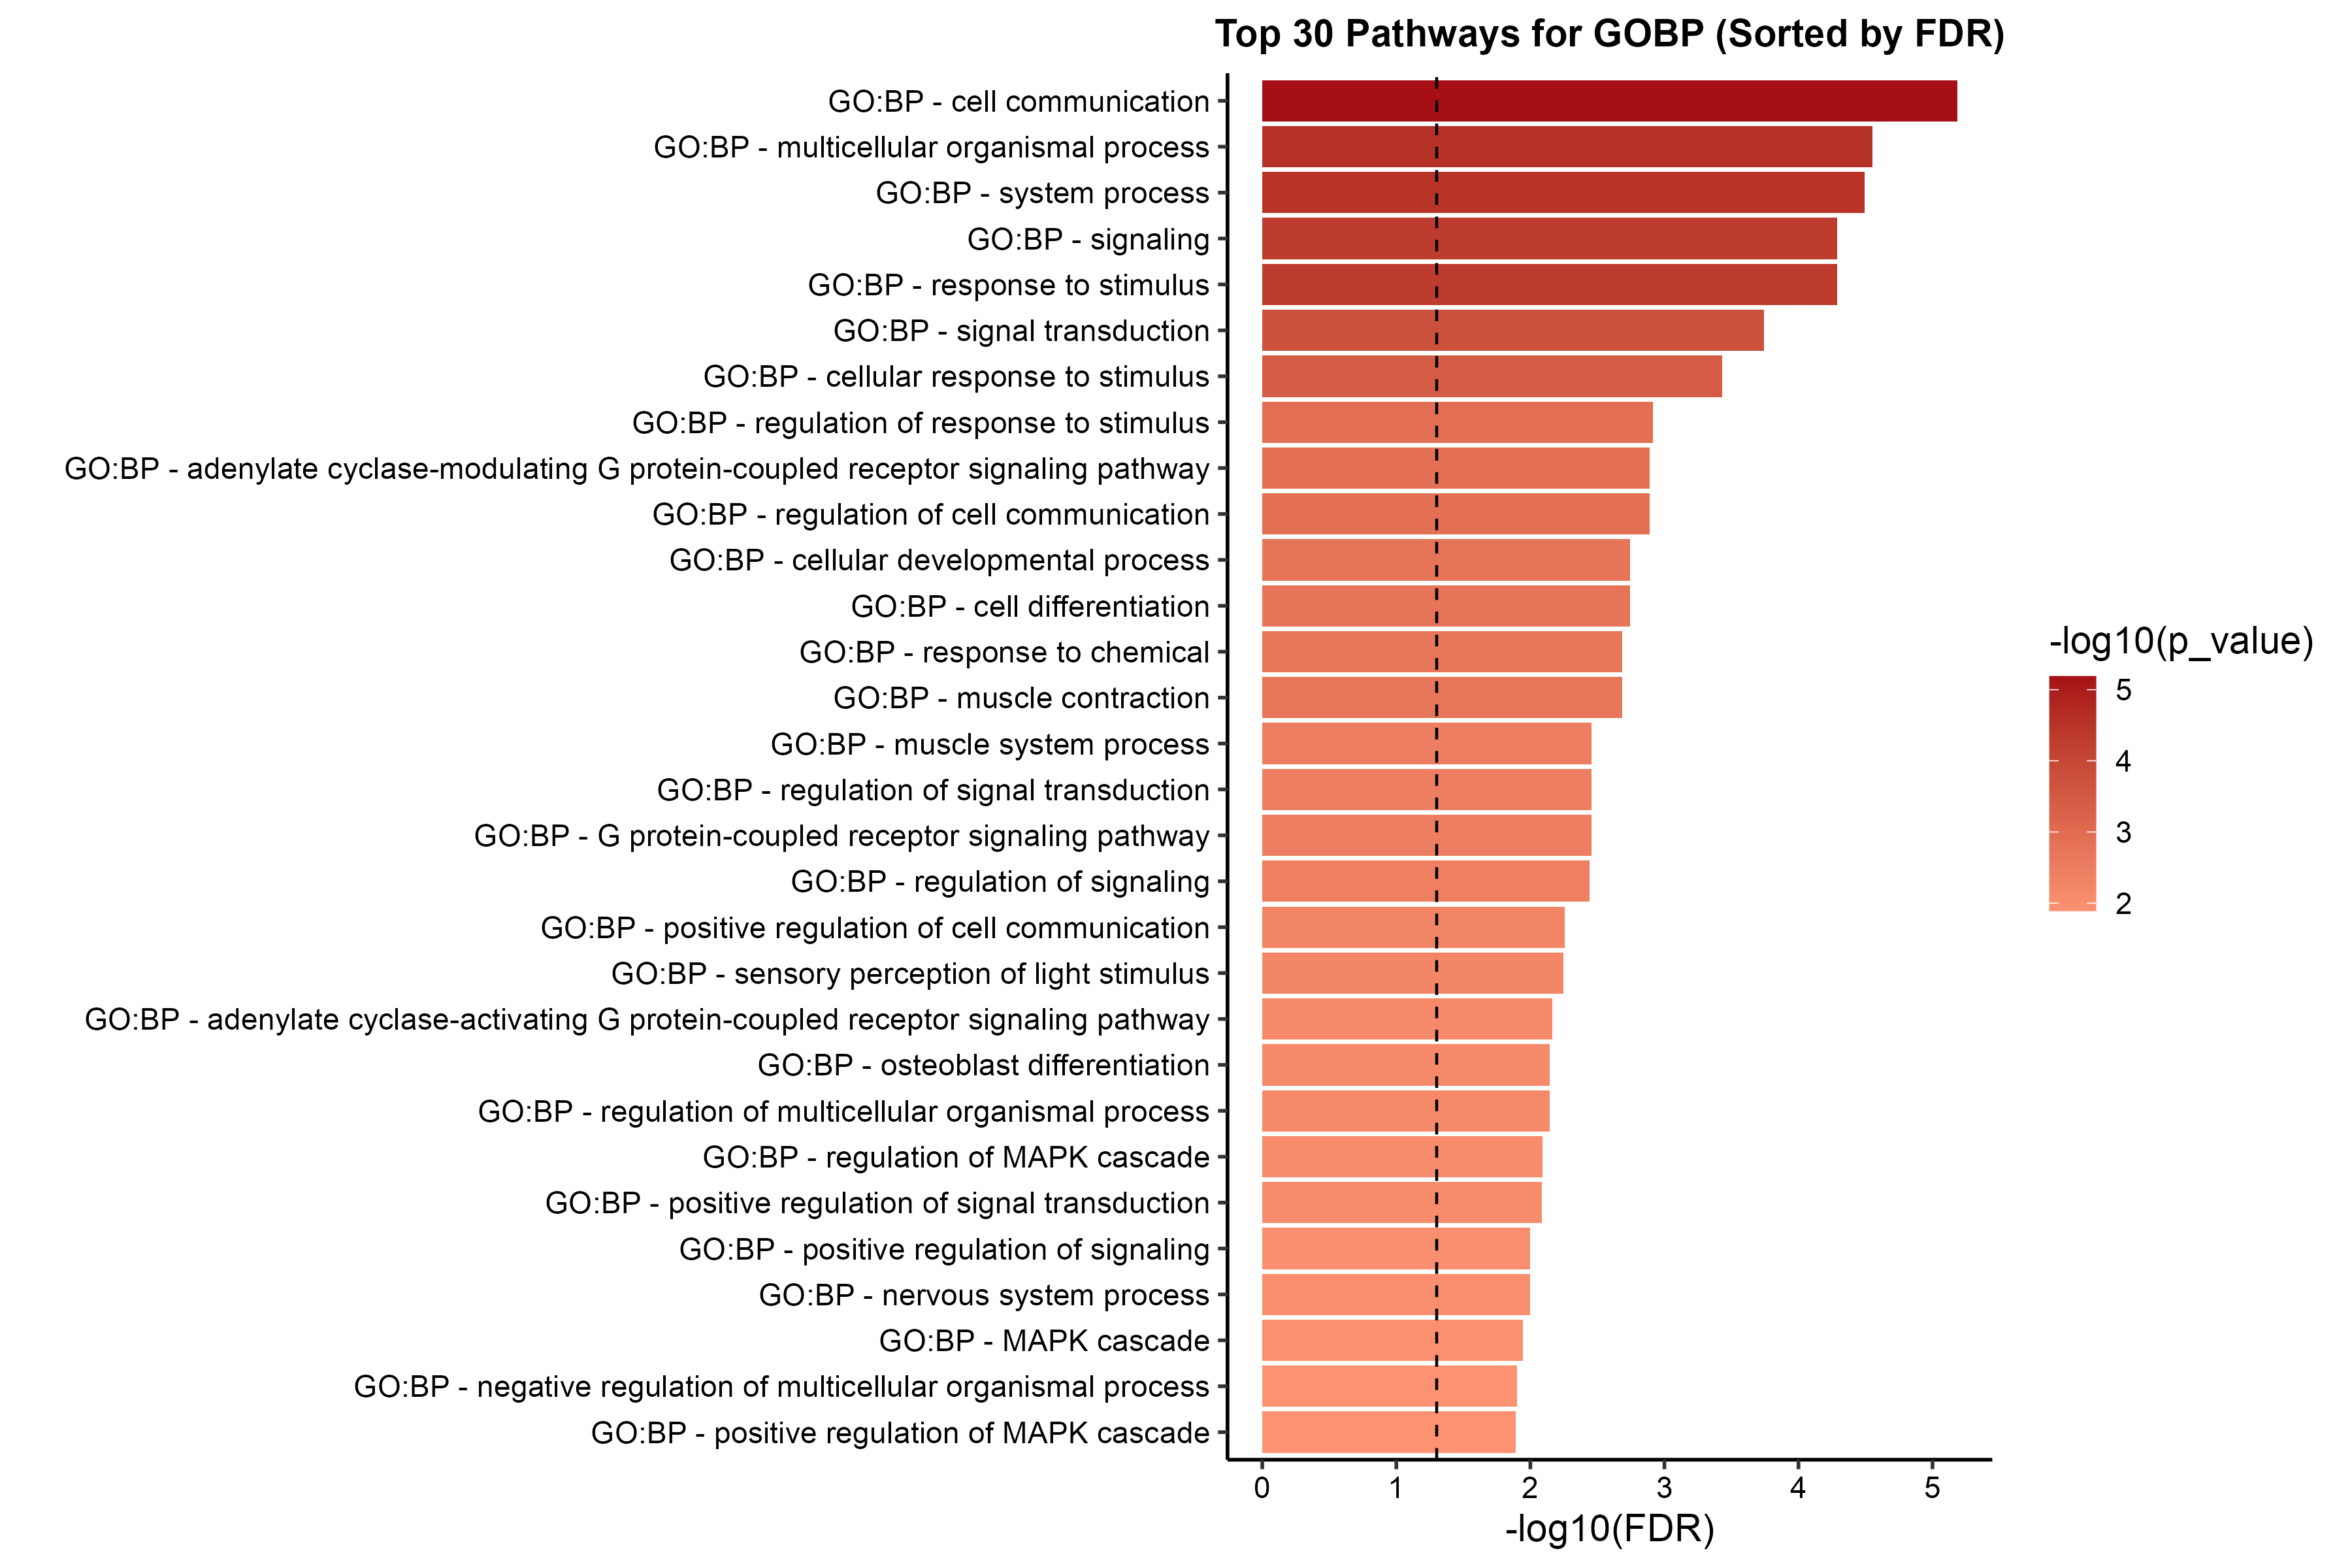 Top 30 Pathways for GOBP (Sorted by FDR)
GO:BP - cell communication
GO:BP - multicellular organismal process
GO:BP - system process
GO:BP - signaling
GO:BP - response to stimulus
GO:BP - signal transduction
GO:BP - cellular response to stimulus
GO:BP - regulation of response to stimulus
GO:BP - adenylate cyclase-modulating G protein-coupled receptor signaling pathway
GO:BP - regulation of cell communication
GO:BP - cellular developmental process
GO:BP - cell differentiation
GO:BP - response to chemical
GO:BP - muscle contraction
GO:BP - muscle system process
GO:BP - regulation of signal transduction
GO:BP - G protein-coupled receptor signaling pathway
GO:BP - regulation of signaling
GO:BP - positive regulation of cell communication
GO:BP - sensory perception of light stimulus
GO:BP - adenylate cyclase-activating G protein-coupled receptor signaling pathway
GO:BP - osteoblast differentiation
GO:BP - regulation of multicellular organismal process
GO:BP - regulation of MAPK cascade
GO:BP - positive regulation of signal transduction
GO:BP - positive regulation of signaling
GO:BP - nervous system process
GO:BP - MAPK cascade
GO:BP - negative regulation of multicellular organismal process
GO:BP - positive regulation of MAPK cascade
0 1 2 3 4 5
-log10(FDR)
-log10(p_value)
5
4
3
2